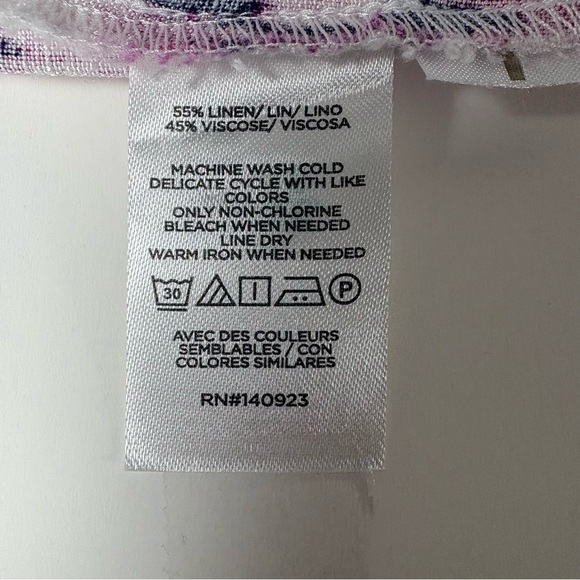 55% LINEN/ LIN/ LINO
45% VISCOSE/ VISCOSA
MACHINE WASH COLD
DELICATE CYCLE WITH LIKE
COLORS
ONLY NON-CHLORINE
BLEACH WHEN NEEDED
LINE DRY
WARM IRON WHEN NEEDED
30 P
AVEC DES COULEURS
SEMBLABLES / CON
COLORES SIMILARES
RN#140923